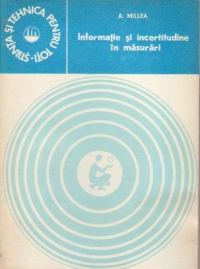 ȘTIINȚA ȘI TEHNICA PENTRU TOȚI
A. MILLEA
Informație și incertitudine
în măsurări